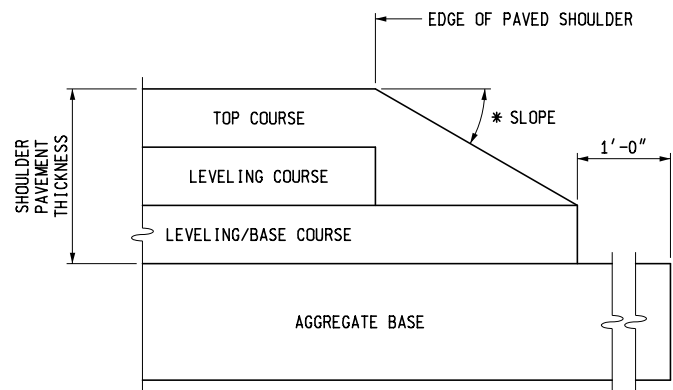 EDGE OF PAVED SHOULDER
TOP COURSE
* SLOPE
1'-0"
SHOULDER
PAVEMENT
THICKNESS
LEVELING COURSE
LEVELING/BASE COURSE
AGGREGATE BASE